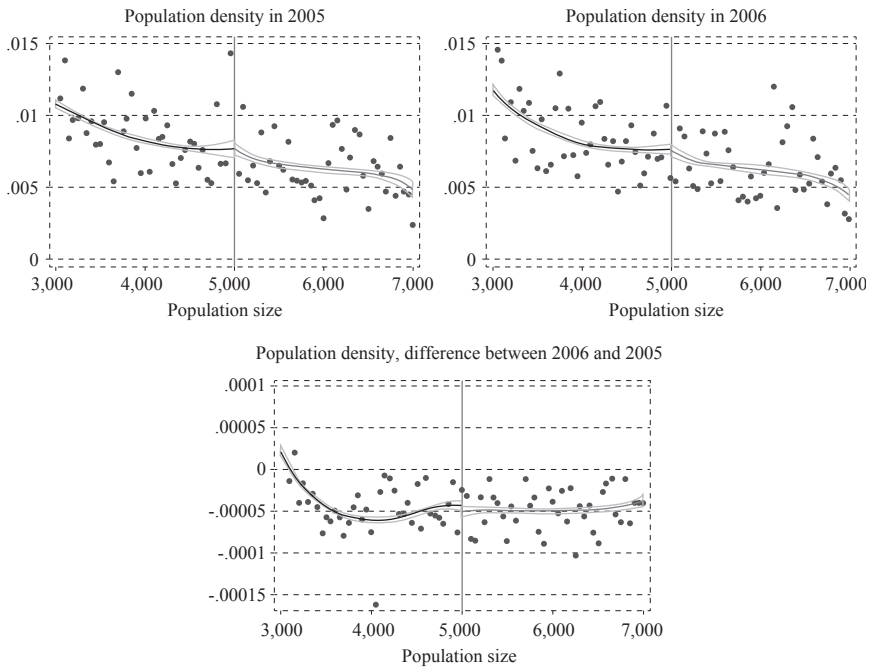 Population density in 2005
.015
.01
.005
0
3,000 4,000 5,000 6,000 7,000
Population size
Population density in 2006
.015
.01
.005
0
3,000 4,000 5,000 6,000 7,000
Population size
Population density, difference between 2006 and 2005
.0001
.00005
0
-.00005
-.0001
-.00015
3,000 4,000 5,000 6,000 7,000
Population size